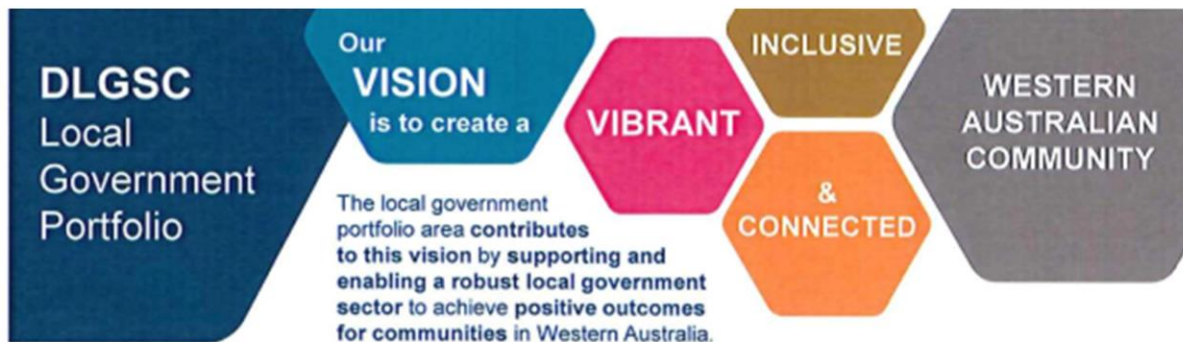 DLGSC
Local
Government
Portfolio
Our
VISION
is to create a
VIBRANT
INCLUSIVE
&
CONNECTED
WESTERN
AUSTRALIAN
COMMUNITY
The local government
portfolio area contributes
to this vision by supporting and
enabling a robust local government
sector to achieve positive outcomes
for communities in Western Australia.